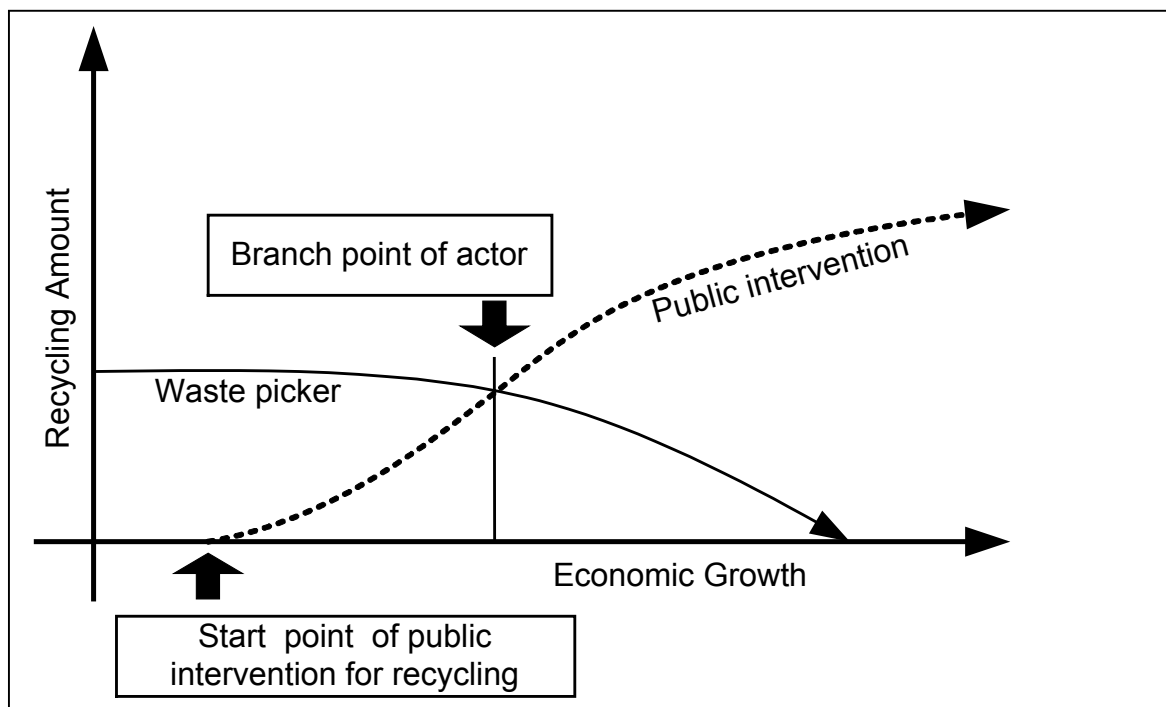 Recycling Amount
Branch point of actor
Public intervention
Waste picker
Economic Growth
Start point of public
intervention for recycling